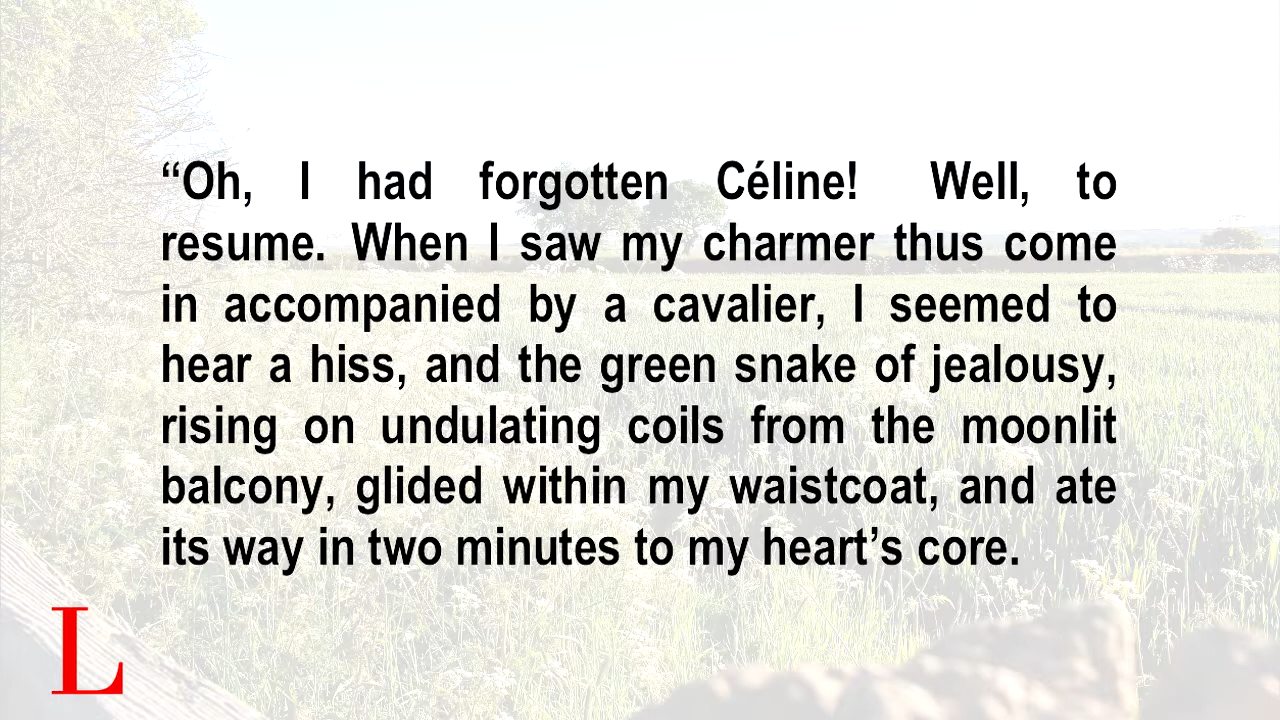 “Oh, I had forgotten Céline!  Well, to
resume. When I saw my charmer thus come
in accompanied by a cavalier, I seemed to
hear a hiss, and the green snake of jealousy,
rising on undulating coils from the moonlit
balcony, glided within my waistcoat, and ate
its way in two minutes to my heart’s core.
L